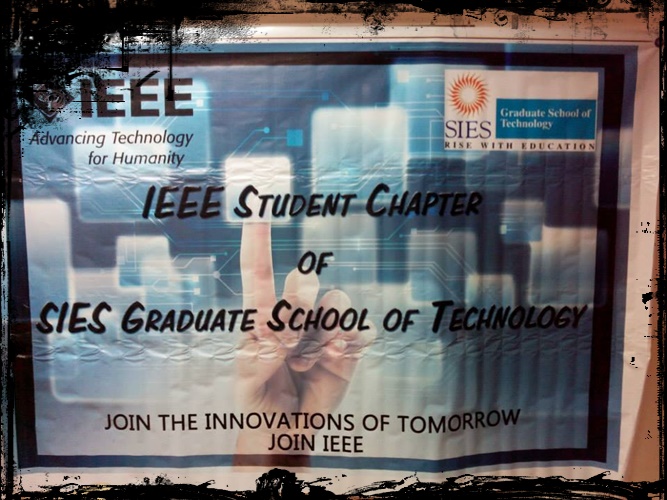 IEEE
Advancing Technology
for Humanity
SIES
Graduate School of
Technology
RISE WITH EDUCATION
IEEE STUDENT CHAPTER
OF
SIES GRADUATE SCHOOL OF TECHNOLOGY
JOIN THE INNOVATIONS OF TOMORROW
JOIN IEEE